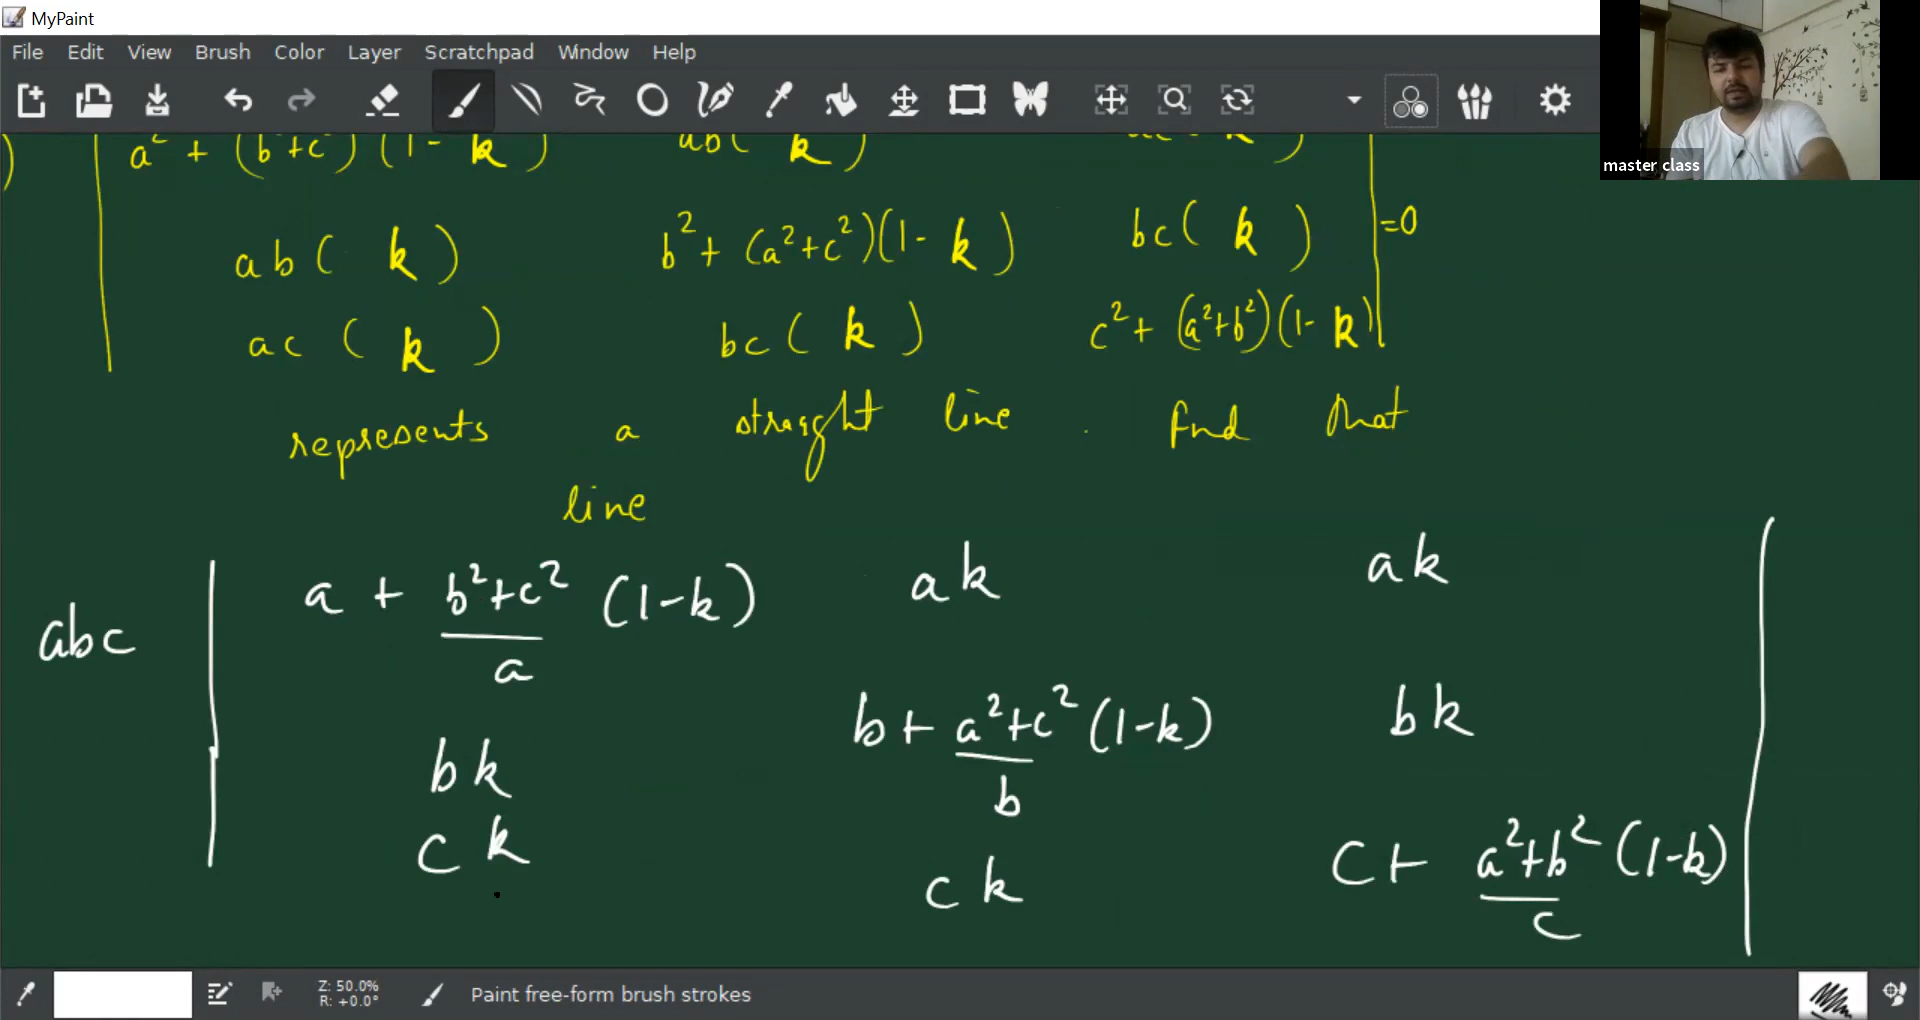 MyPaint
File Edit View Brush Color Layer Scratchpad Window Help
master class
) a² + (b²+c²)(1 - k) ab( k ) k )
ab( k ) b² + (a²+c²)(1 - k ) bc( k ) =0
ac ( k ) bc ( k ) c² + (a²+b²)(1 - k)
represents a straight line . find that
line
abc a + b²+c²/a (1-k) ak ak
bk b + a²+c²/b (1-k) bk
ck ck c + a²+b²/c (1-k)
Z: 50.0%
R: +0.0°
Paint free-form brush strokes